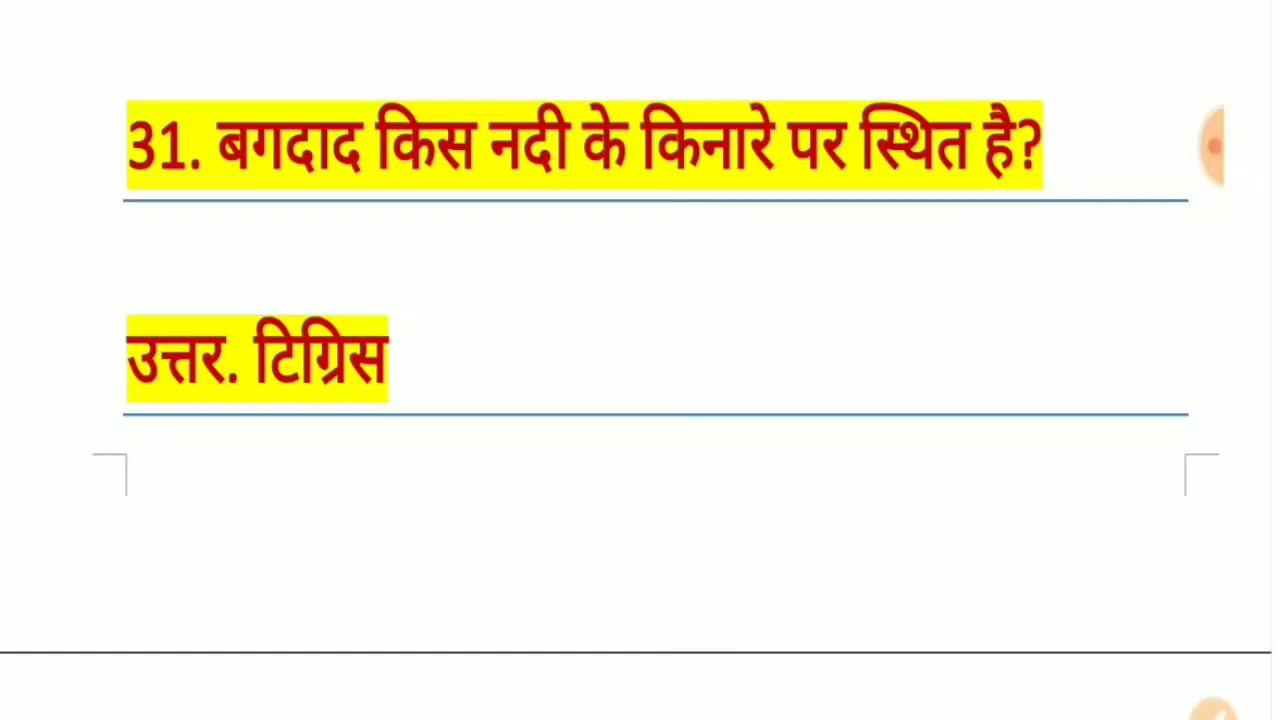 31. बगदाद किस नदी के किनारे पर स्थित है?
उत्तर. टिग्रिस